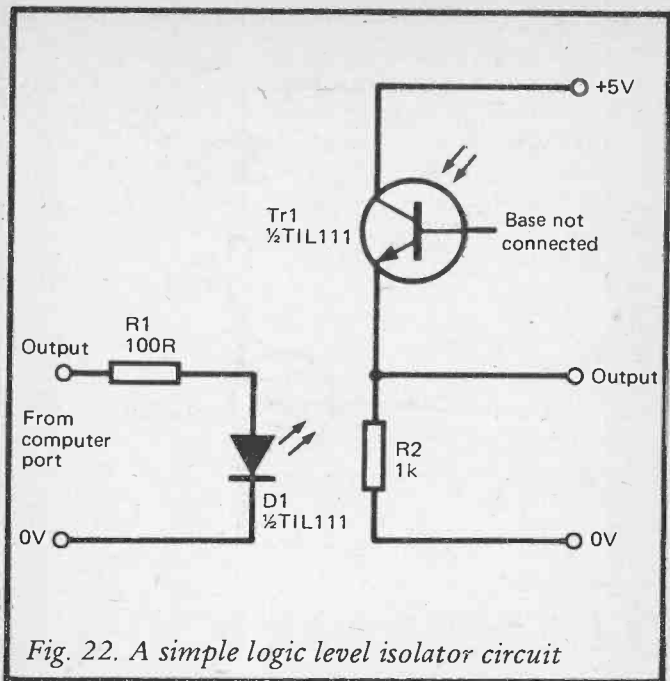 +5V
Tr1
½TIL111
Base not
connected
R1
100R
Output
From
computer
port
Output
R2
1k
D1
½TIL111
0V
0V
Fig. 22. A simple logic level isolator circuit